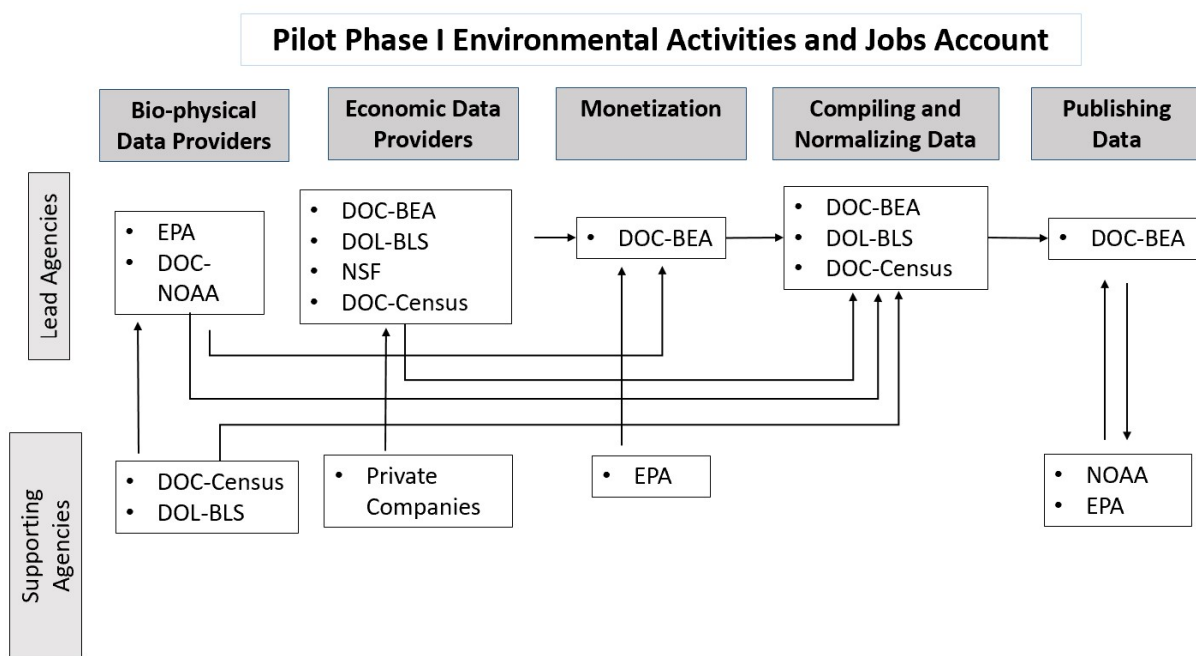 Pilot Phase I Environmental Activities and Jobs Account
Bio-physical
Data Providers
Economic Data
Providers
Monetization
Compiling and
Normalizing Data
Publishing
Data
Lead Agencies
• EPA
• DOC-
NOAA
• DOC-BEA
• DOL-BLS
• NSF
• DOC-Census
• DOC-BEA
• DOC-BEA
• DOL-BLS
• DOC-Census
• DOC-BEA
Supporting
Agencies
• DOC-Census
• DOL-BLS
• Private
Companies
• EPA
• NOAA
• EPA